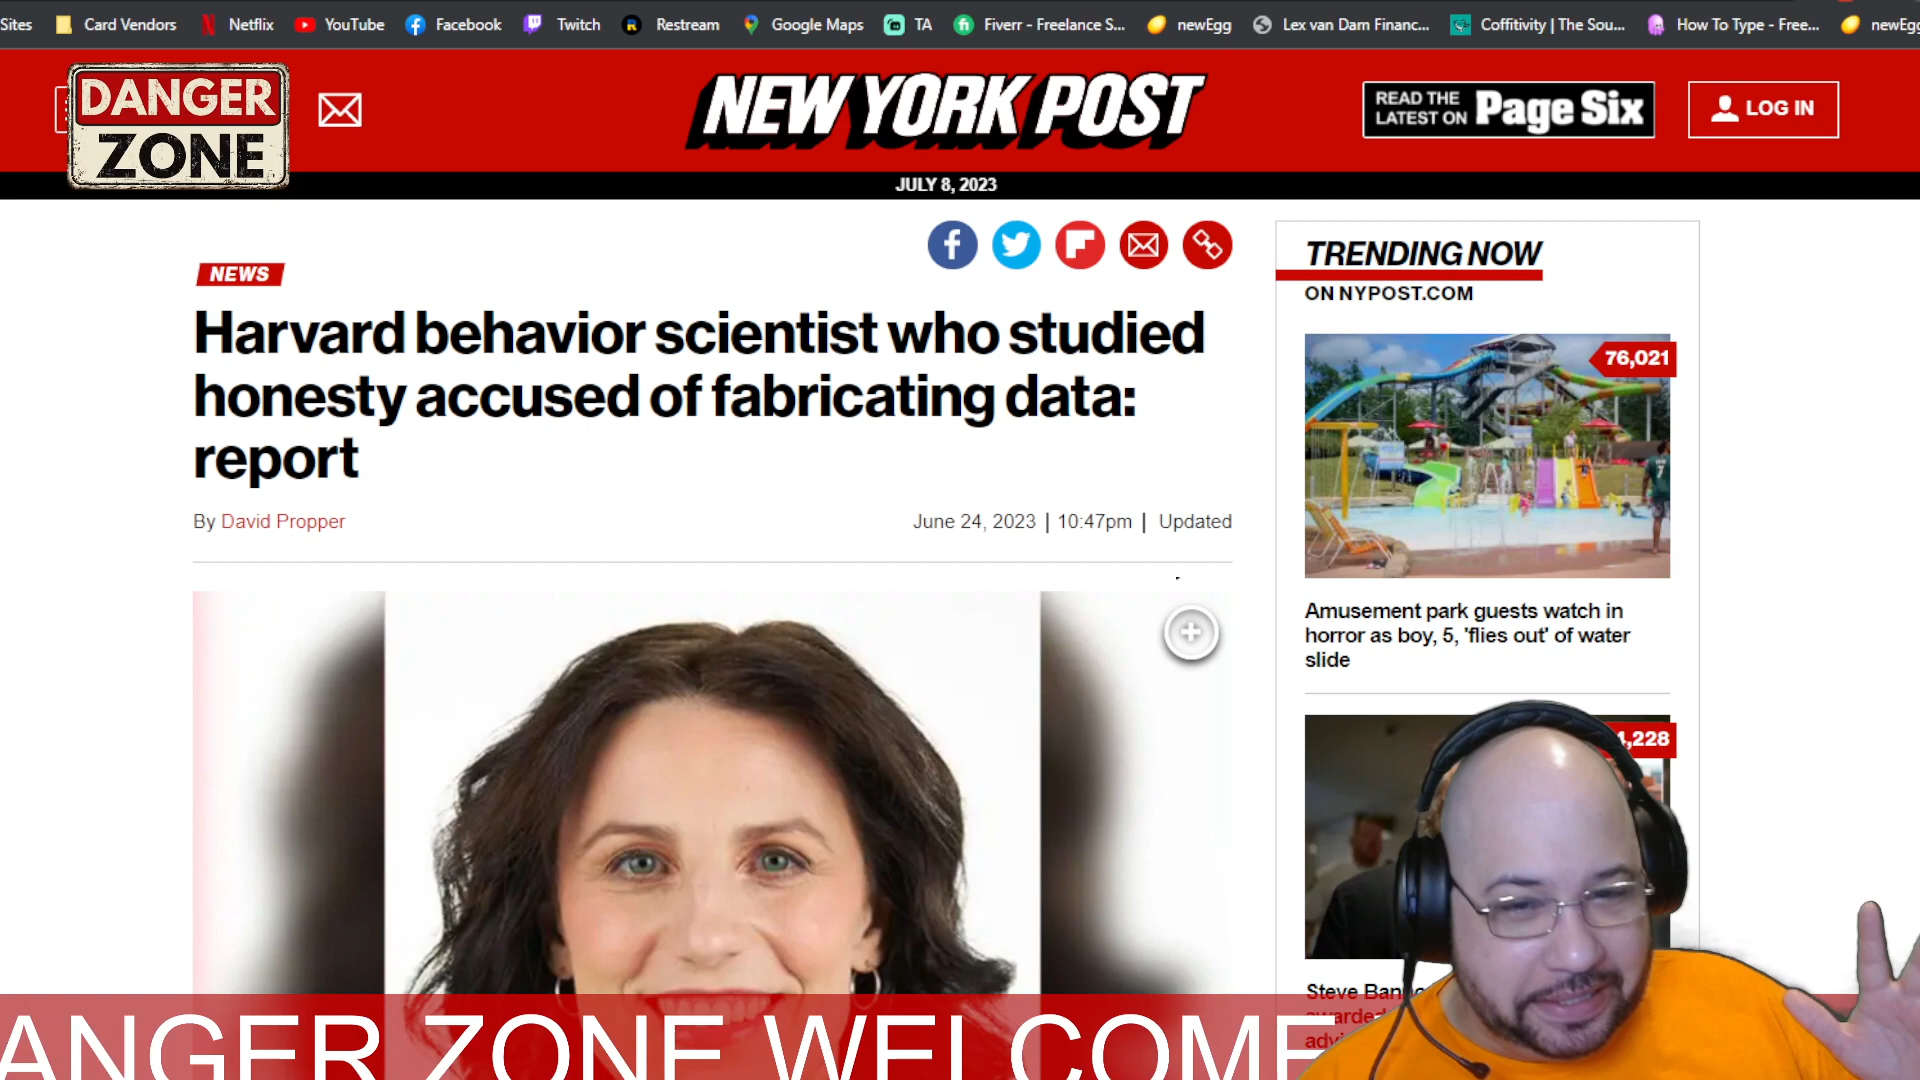 Sites Card Vendors Netflix YouTube Facebook Twitch Restream Google Maps TA Fiverr - Freelance S... newEgg Lex van Dam Financ... Coffitivity | The Sou... How To Type - Free... newEgg
DANGER
ZONE
NEW YORK POST
READ THE
LATEST ON
Page Six
LOG IN
JULY 8, 2023
NEWS
Harvard behavior scientist who studied
honesty accused of fabricating data:
report
By David Propper
June 24, 2023 | 10:47pm | Updated
TRENDING NOW
ON NYPOST.COM
76,021
Amusement park guests watch in
horror as boy, 5, 'flies out' of water
slide
,228
Steve
ANGER ZONE WELCOME